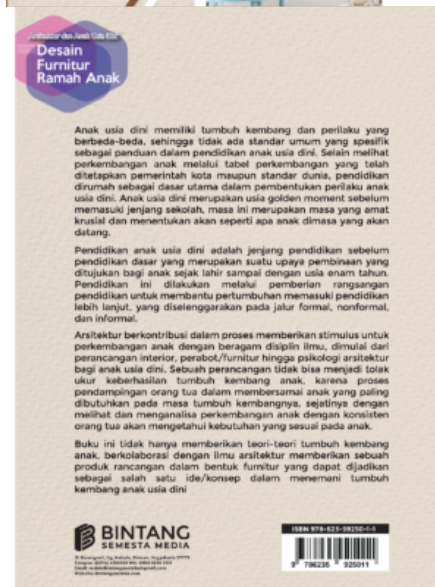 Arsitektur dan Anak Usia Dini
Desain
Furnitur
Ramah Anak
Anak usia dini memiliki tumbuh kembang dan perilaku yang
berbeda-beda, sehingga tidak ada standar umum yang spesifik
sebagai panduan dalam pendidikan anak usia dini. Selain melihat
perkembangan anak melalui tabel perkembangan yang telah
ditetapkan pemerintah kota maupun standar dunia, pendidikan
dirumah sebagai dasar utama dalam pembentukan perilaku anak
usia dini. Anak usia dini merupakan usia golden moment sebelum
memasuki jenjang sekolah, masa ini merupakan masa yang amat
krusial dan menentukan akan seperti apa anak dimasa yang akan
datang.
Pendidikan anak usia dini adalah jenjang pendidikan sebelum
pendidikan dasar yang merupakan suatu upaya pembinaan yang
ditujukan bagi anak sejak lahir sampai dengan usia enam tahun.
Pendidikan ini dilakukan melalui pemberian rangsangan
pendidikan untuk membantu pertumbuhan memasuki pendidikan
lebih lanjut, yang diselenggarakan pada jalur formal, nonformal,
dan informal.
Arsitektur berkontribusi dalam proses memberikan stimulus untuk
perkembangan anak dengan beragam disiplin ilmu, dimulai dari
perancangan interior, perabot/furnitur hingga psikologi arsitektur
bagi anak usia dini. Sebuah perancangan tidak bisa menjadi tolak
ukur keberhasilan tumbuh kembang anak, karena proses
pendampingan orang tua dalam membersamai anak yang paling
dibutuhkan pada masa tumbuh kembangnya, sejatinya dengan
melihat dan menganalisa perkembangan anak dengan konsisten
orang tua akan mengetahui kebutuhan yang sesuai pada anak.
Buku ini tidak hanya memberikan teori-teori tumbuh kembang
anak, berkolaborasi dengan ilmu arsitektur memberikan sebuah
produk rancangan dalam bentuk furnitur yang dapat dijadikan
sebagai salah satu ide/konsep dalam menemani tumbuh
kembang anak usia dini
BINTANG
SEMESTA MEDIA
ISBN 978-623-59250-1-1
9 786235 925011